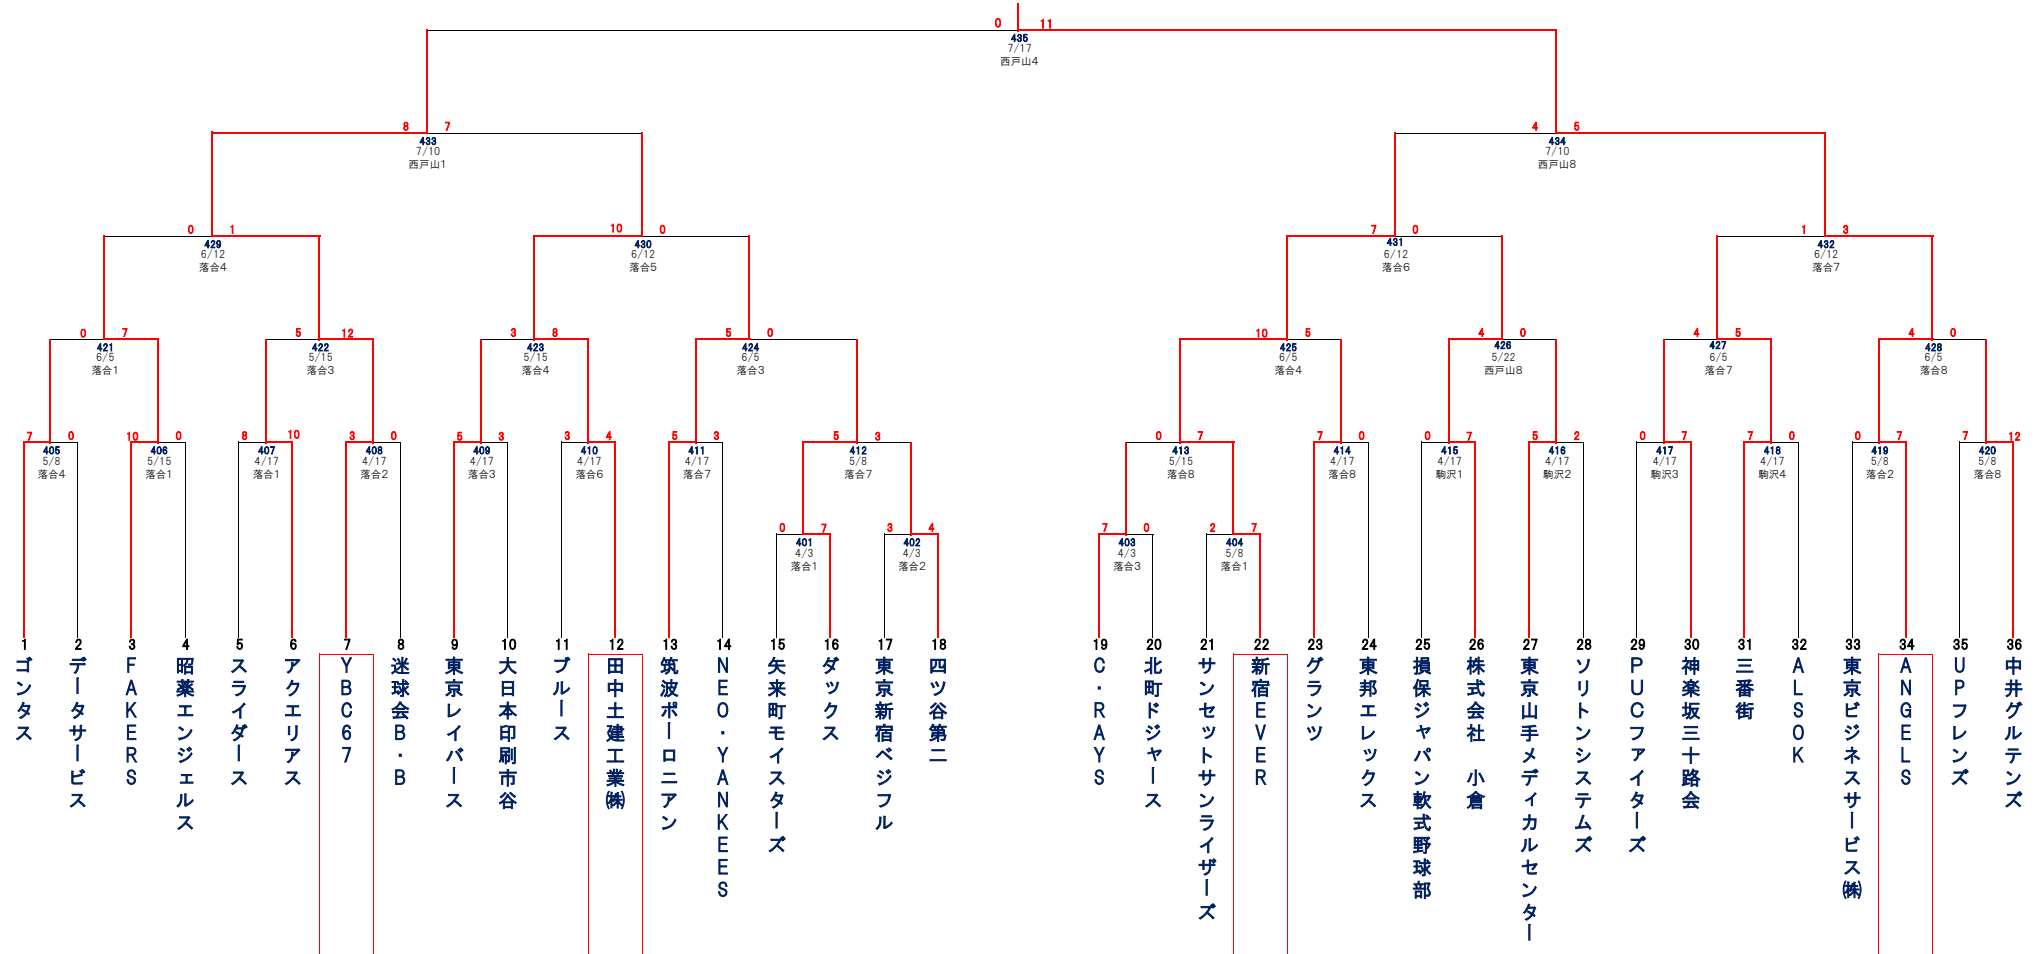 0 11
435
7/17
西戸山4
8 7
433
7/10
西戸山1
4 5
434
7/10
西戸山8
0 1
429
6/12
落合4
10 0
430
6/12
落合5
7 0
431
6/12
落合6
1 3
432
6/12
落合7
0 7
421
6/5
落合1
5 12
422
5/15
落合3
3 8
423
5/15
落合4
5 0
424
6/5
落合3
10 5
425
6/5
落合4
4 0
426
5/22
西戸山8
4 5
427
6/5
落合7
4 0
428
6/5
落合8
7 0
405
5/8
落合4
10 0
406
5/15
落合1
8 10
407
4/17
落合1
3 0
408
4/17
落合2
5 3
409
4/17
落合3
3 4
410
4/17
落合6
5 3
411
4/17
落合7
5 3
412
5/8
落合7
0 7
413
5/15
落合8
7 0
414
4/17
落合8
0 7
415
4/17
駒沢1
5 2
416
4/17
駒沢2
0 7
417
4/17
駒沢3
7 0
418
4/17
駒沢4
0 7
419
5/8
落合2
7 12
420
5/8
落合8
0 7
401
4/3
落合1
3 4
402
4/3
落合2
7 0
403
4/3
落合3
2 7
404
5/8
落合1
1
ゴンタス
2
データサービス
3
FAKERS
4
昭薬エンジェルス
5
スライダース
6
アクエリアス
7
YBC67
8
迷球会B・B
9
東京レイバース
10
大日本印刷市谷
11
ブルース
12
田中土建工業㈱
13
筑波ポーロニアン
14
NEO・YANKEES
15
矢来町モイスターズ
16
ダックス
17
東京新宿ベジフル
18
四ツ谷第二
19
C・RAYS
20
北町ドジャース
21
サンセットサンライザーズ
22
新宿EVER
23
グランツ
24
東邦エレックス
25
損保ジャパン軟式野球部
26
株式会社　小倉
27
東京山手メディカルセンター
28
ソリトンシステムズ
29
PUCファイターズ
30
神楽坂三十路会
31
三番街
32
ALSOK
33
東京ビジネスサービス㈱
34
ANGELS
35
UPフレンズ
36
中井グルテンズ